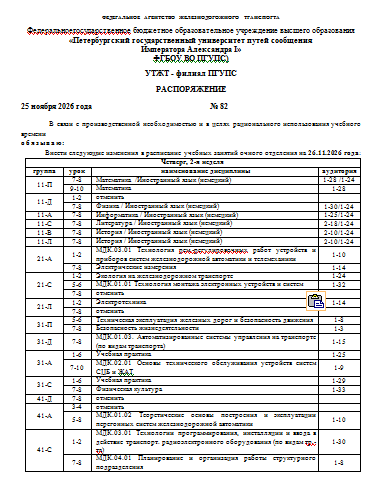 ФЕДЕРАЛЬНОЕ АГЕНТСТВО ЖЕЛЕЗНОДОРОЖНОГО ТРАНСПОРТА
Федеральное государственное бюджетное образовательное учреждение высшего образования
«Петербургский государственный университет путей сообщения
Императора Александра I»
(ФГБОУ ВО ПГУПС)
УТЖТ - филиал ПГУПС
РАСПОРЯЖЕНИЕ
25 ноября 2026 года № 82
В связи с производственной необходимостью и в целях рационального использования учебного
времени
обязываю:
Внести следующие изменения в расписание учебных занятий очного отделения на 26.11.2026 года:
Четверг, 2-я неделя
группа урок наименование дисциплины аудитория
11-П 7-8 Математика /Иностранный язык (немецкий) 1-28 /1-24
9-10 Математика 1-28
11-Д 1-2 отменить
7-8 Физика / Иностранный язык (немецкий) 1-30/1-24
11-А 7-8 Информатика / Иностранный язык (немецкий) 1-25/1-24
11-С 7-8 Литература / Иностранный язык (немецкий) 2-18/1-24
11-В 7-8 История / Иностранный язык (немецкий) 2-10/1-24
11-Л 7-8 История / Иностранный язык (немецкий) 2-10/1-24
21-А 1-2 МДК.03.01 Технология рем.-регулировочных работ устройств и
приборов систем железнодорожной автоматики и телемеханики 1-10
7-8 Электрические измерения 1-14
21-С 1-2 Экология на железнодорожном транспорте 1-24
5-6 МДК.01.01 Технология монтажа электронных устройств и систем 1-32
7-8 отменить
21-Л 1-2 Электротехника 1-14
7-8 отменить
31-П 5-6 Техническая эксплуатация железных дорог и безопасность движения 1-8
7-8 Безопасность жизнедеятельности 1-3
31-Д 7-8 МДК.01.03. Автоматизированные системы управления на транспорте
(по видам транспорта) 1-15
31-А 1-6 Учебная практика 1-25
7-10 МДК.02.01 Основы технического обслуживания устройств систем
СЦБ и ЖАТ 1-9
31-С 1-6 Учебная практика 1-29
7-8 Физическая культура 1-33
41-Д 7-8 отменить
41-А 3-4 отменить
5-8 МДК.01.02 Теоретические основы построения и эксплуатации
перегонных систем железнодорожной автоматики 1-10
41-С 1-2 МДК.03.01 Технологии программирования, инсталляции и ввода в
действие транспорт. радиоэлектронного оборудования (по видам тр-
та) 1-30
7-8 МДК.04.01 Планирование и организация работы структурного
подразделения 1-8